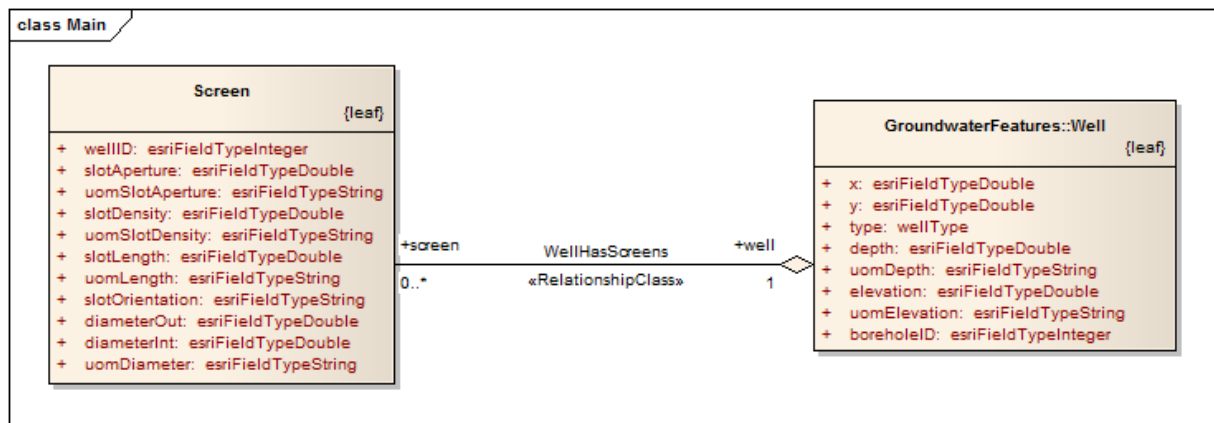 class Main
Screen
{leaf}
+ wellID: esriFieldTypeInteger
+ slotAperture: esriFieldTypeDouble
+ uomSlotAperture: esriFieldTypeString
+ slotDensity: esriFieldTypeDouble
+ uomSlotDensity: esriFieldTypeString
+ slotLength: esriFieldTypeDouble
+ uomLength: esriFieldTypeString
+ slotOrientation: esriFieldTypeString
+ diameterOut: esriFieldTypeDouble
+ diameterInt: esriFieldTypeDouble
+ uomDiameter: esriFieldTypeString
+screen
0..*
WellHasScreens
«RelationshipClass»
+well
1
GroundwaterFeatures::Well
{leaf}
+ x: esriFieldTypeDouble
+ y: esriFieldTypeDouble
+ type: wellType
+ depth: esriFieldTypeDouble
+ uomDepth: esriFieldTypeString
+ elevation: esriFieldTypeDouble
+ uomElevation: esriFieldTypeString
+ boreholeID: esriFieldTypeInteger